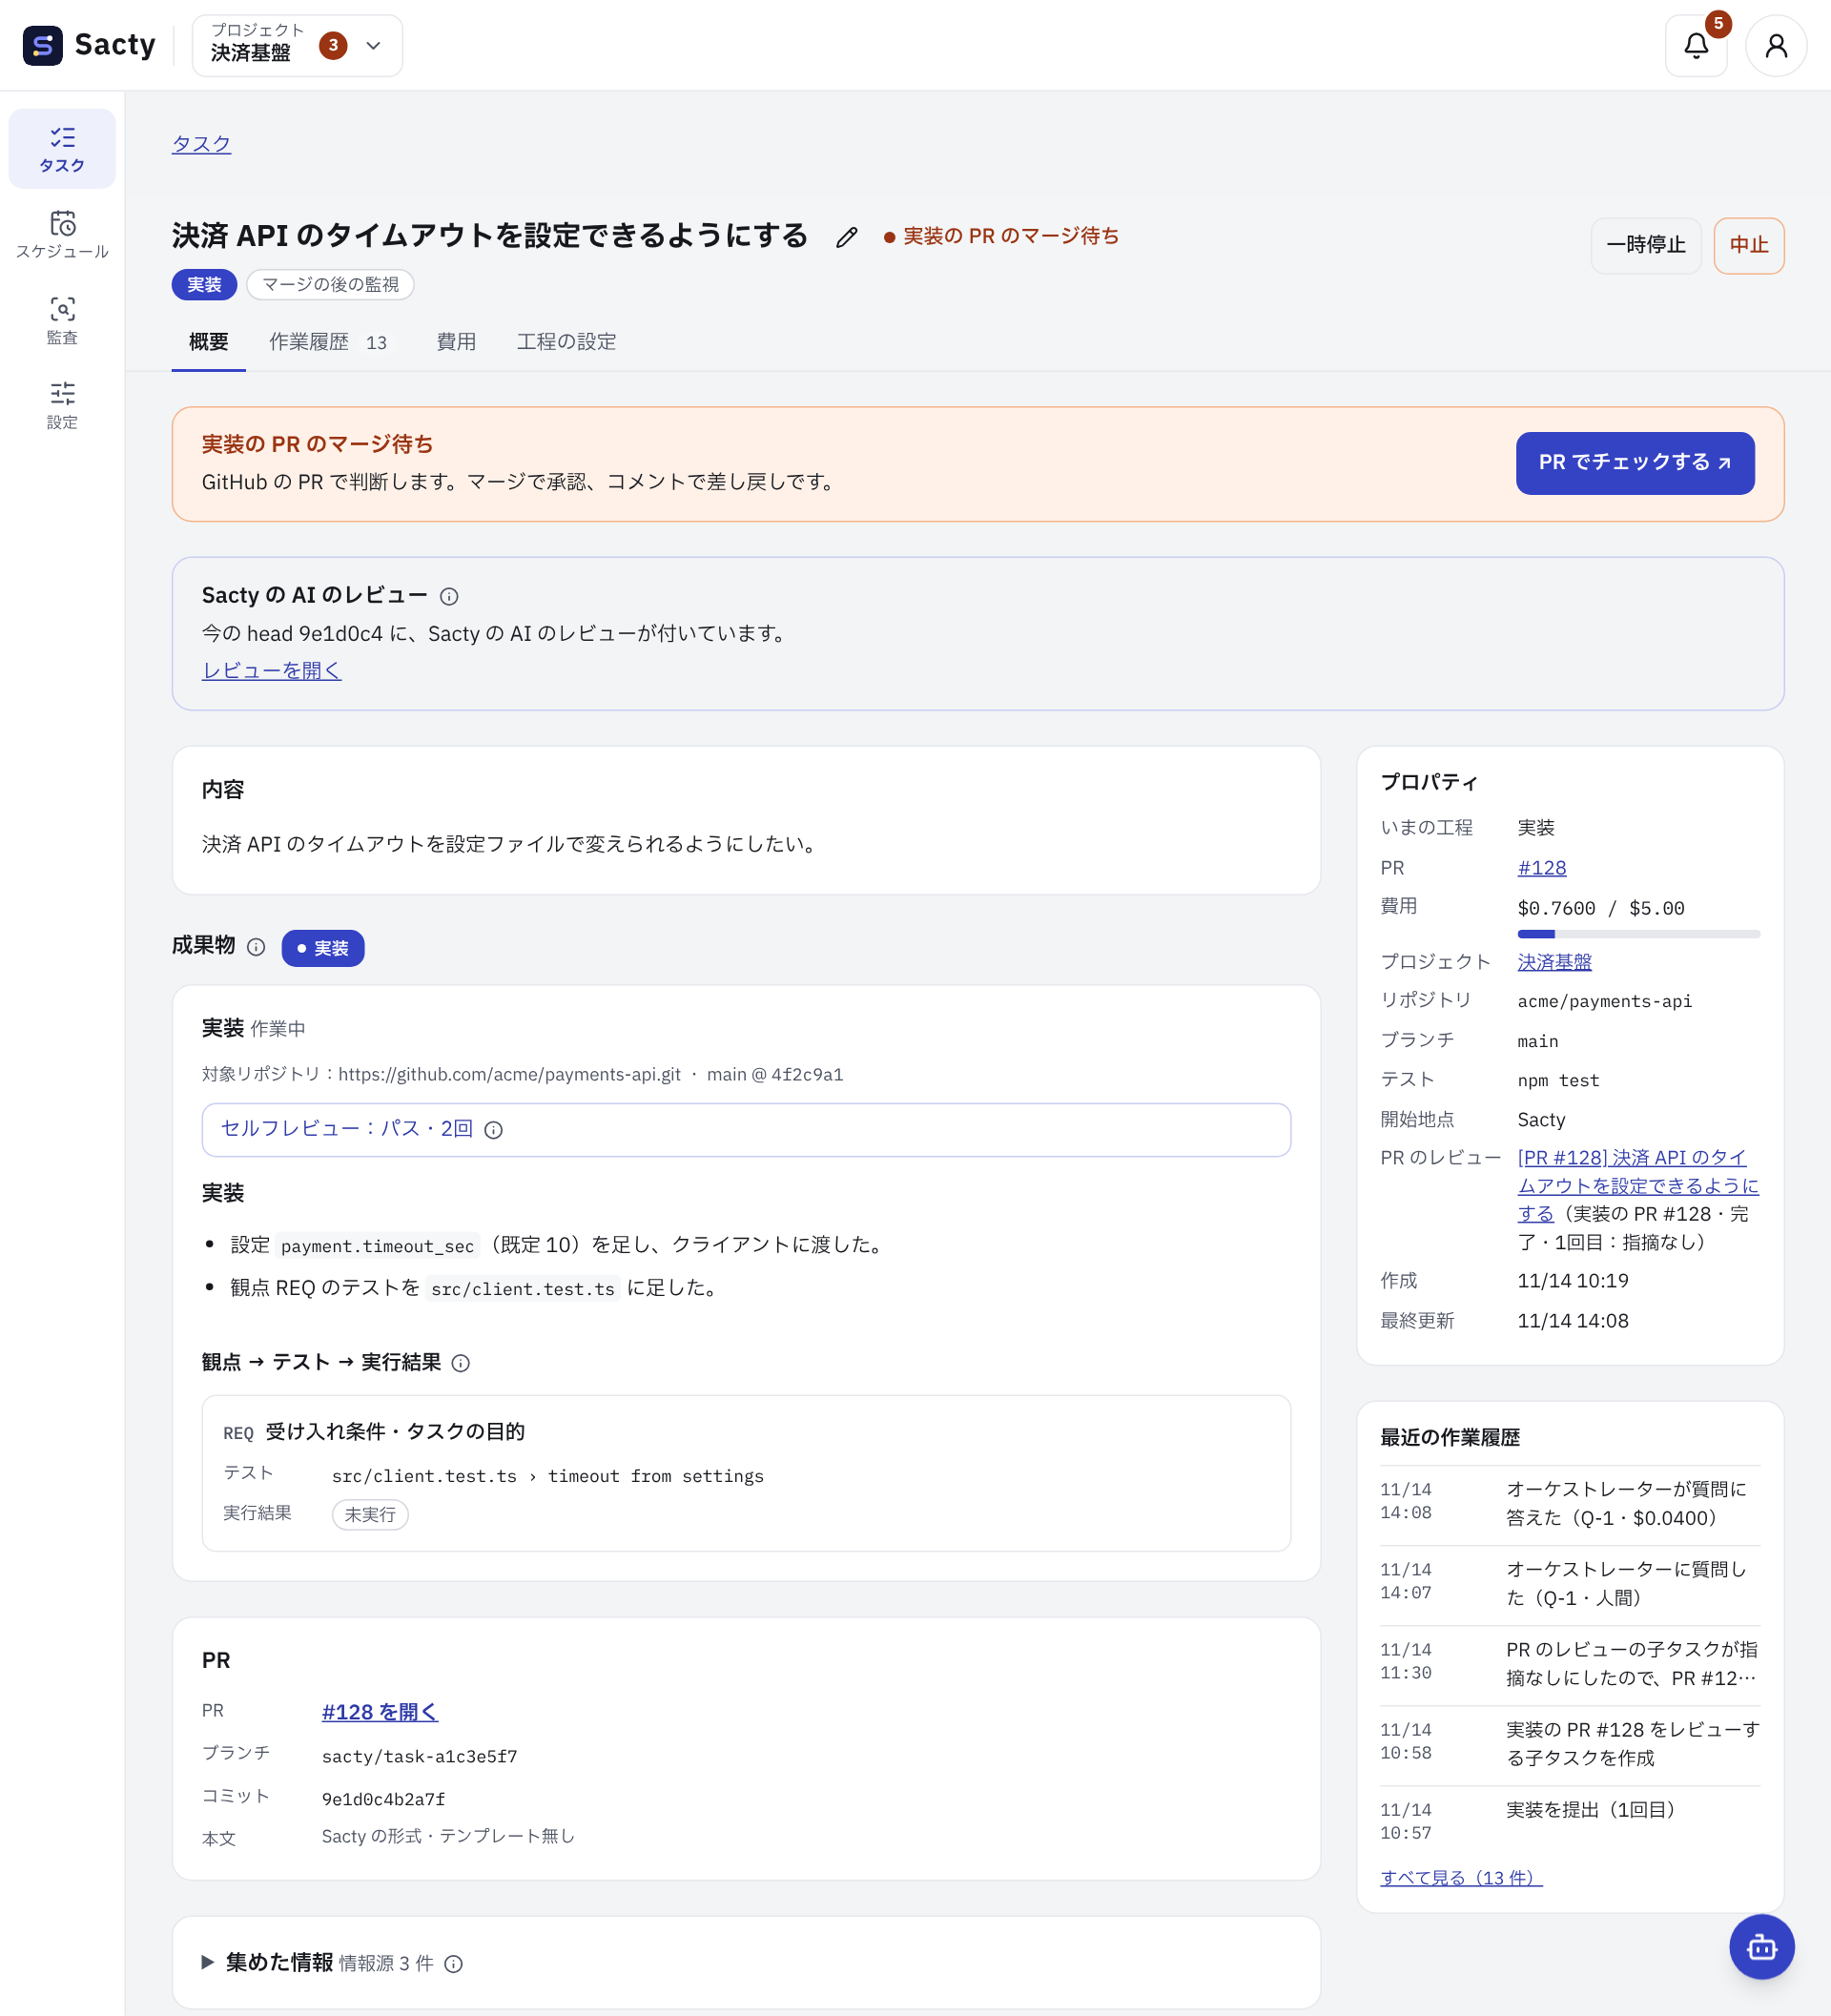 Sacty
プロジェクト
決済基盤
3
5
タスク
スケジュール
監査
設定
タスク
決済 API のタイムアウトを設定できるようにする
実装の PR のマージ待ち
一時停止
中止
実装
マージの後の監視
概要
作業履歴 13
費用
工程の設定
実装の PR のマージ待ち
GitHub の PR で判断します。マージで承認、コメントで差し戻しです。
PR でチェックする
Sacty の AI のレビュー
今の head 9e1d0c4 に、Sacty の AI のレビューが付いています。
レビューを開く
内容
決済 API のタイムアウトを設定ファイルで変えられるようにしたい。
成果物
実装
実装 作業中
対象リポジトリ：https://github.com/acme/payments-api.git ・ main @ 4f2c9a1
セルフレビュー：パス・2回
実装
• 設定 payment.timeout_sec（既定 10）を足し、クライアントに渡した。
• 観点 REQ のテストを src/client.test.ts に足した。
観点 → テスト → 実行結果
REQ 受け入れ条件・タスクの目的
テスト src/client.test.ts › timeout from settings
実行結果 未実行
PR
PR #128 を開く
ブランチ sacty/task-a1c3e5f7
コミット 9e1d0c4b2a7f
本文 Sacty の形式・テンプレート無し
▶ 集めた情報 情報源 3 件
プロパティ
いまの工程 実装
PR #128
費用 $0.7600 / $5.00
プロジェクト 決済基盤
リポジトリ acme/payments-api
ブランチ main
テスト npm test
開始地点 Sacty
PR のレビュー [PR #128] 決済 API のタイ
ムアウトを設定できるように
する（実装の PR #128・完
了・1回目：指摘なし）
作成 11/14 10:19
最終更新 11/14 14:08
最近の作業履歴
11/14
14:08
オーケストレーターが質問に
答えた（Q-1・$0.0400）
11/14
14:07
オーケストレーターに質問し
た（Q-1・人間）
11/14
11:30
PR のレビューの子タスクが指
摘なしにしたので、PR #12…
11/14
10:58
実装の PR #128 をレビューす
る子タスクを作成
11/14
10:57
実装を提出（1回目）
すべて見る（13 件）